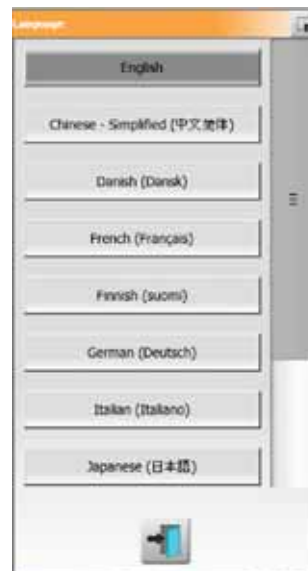 Language:
English
Chinese - Simplified (中文简体)
Danish (Dansk)
French (Français)
Finnish (suomi)
German (Deutsch)
Italian (Italiano)
Japanese (日本語)